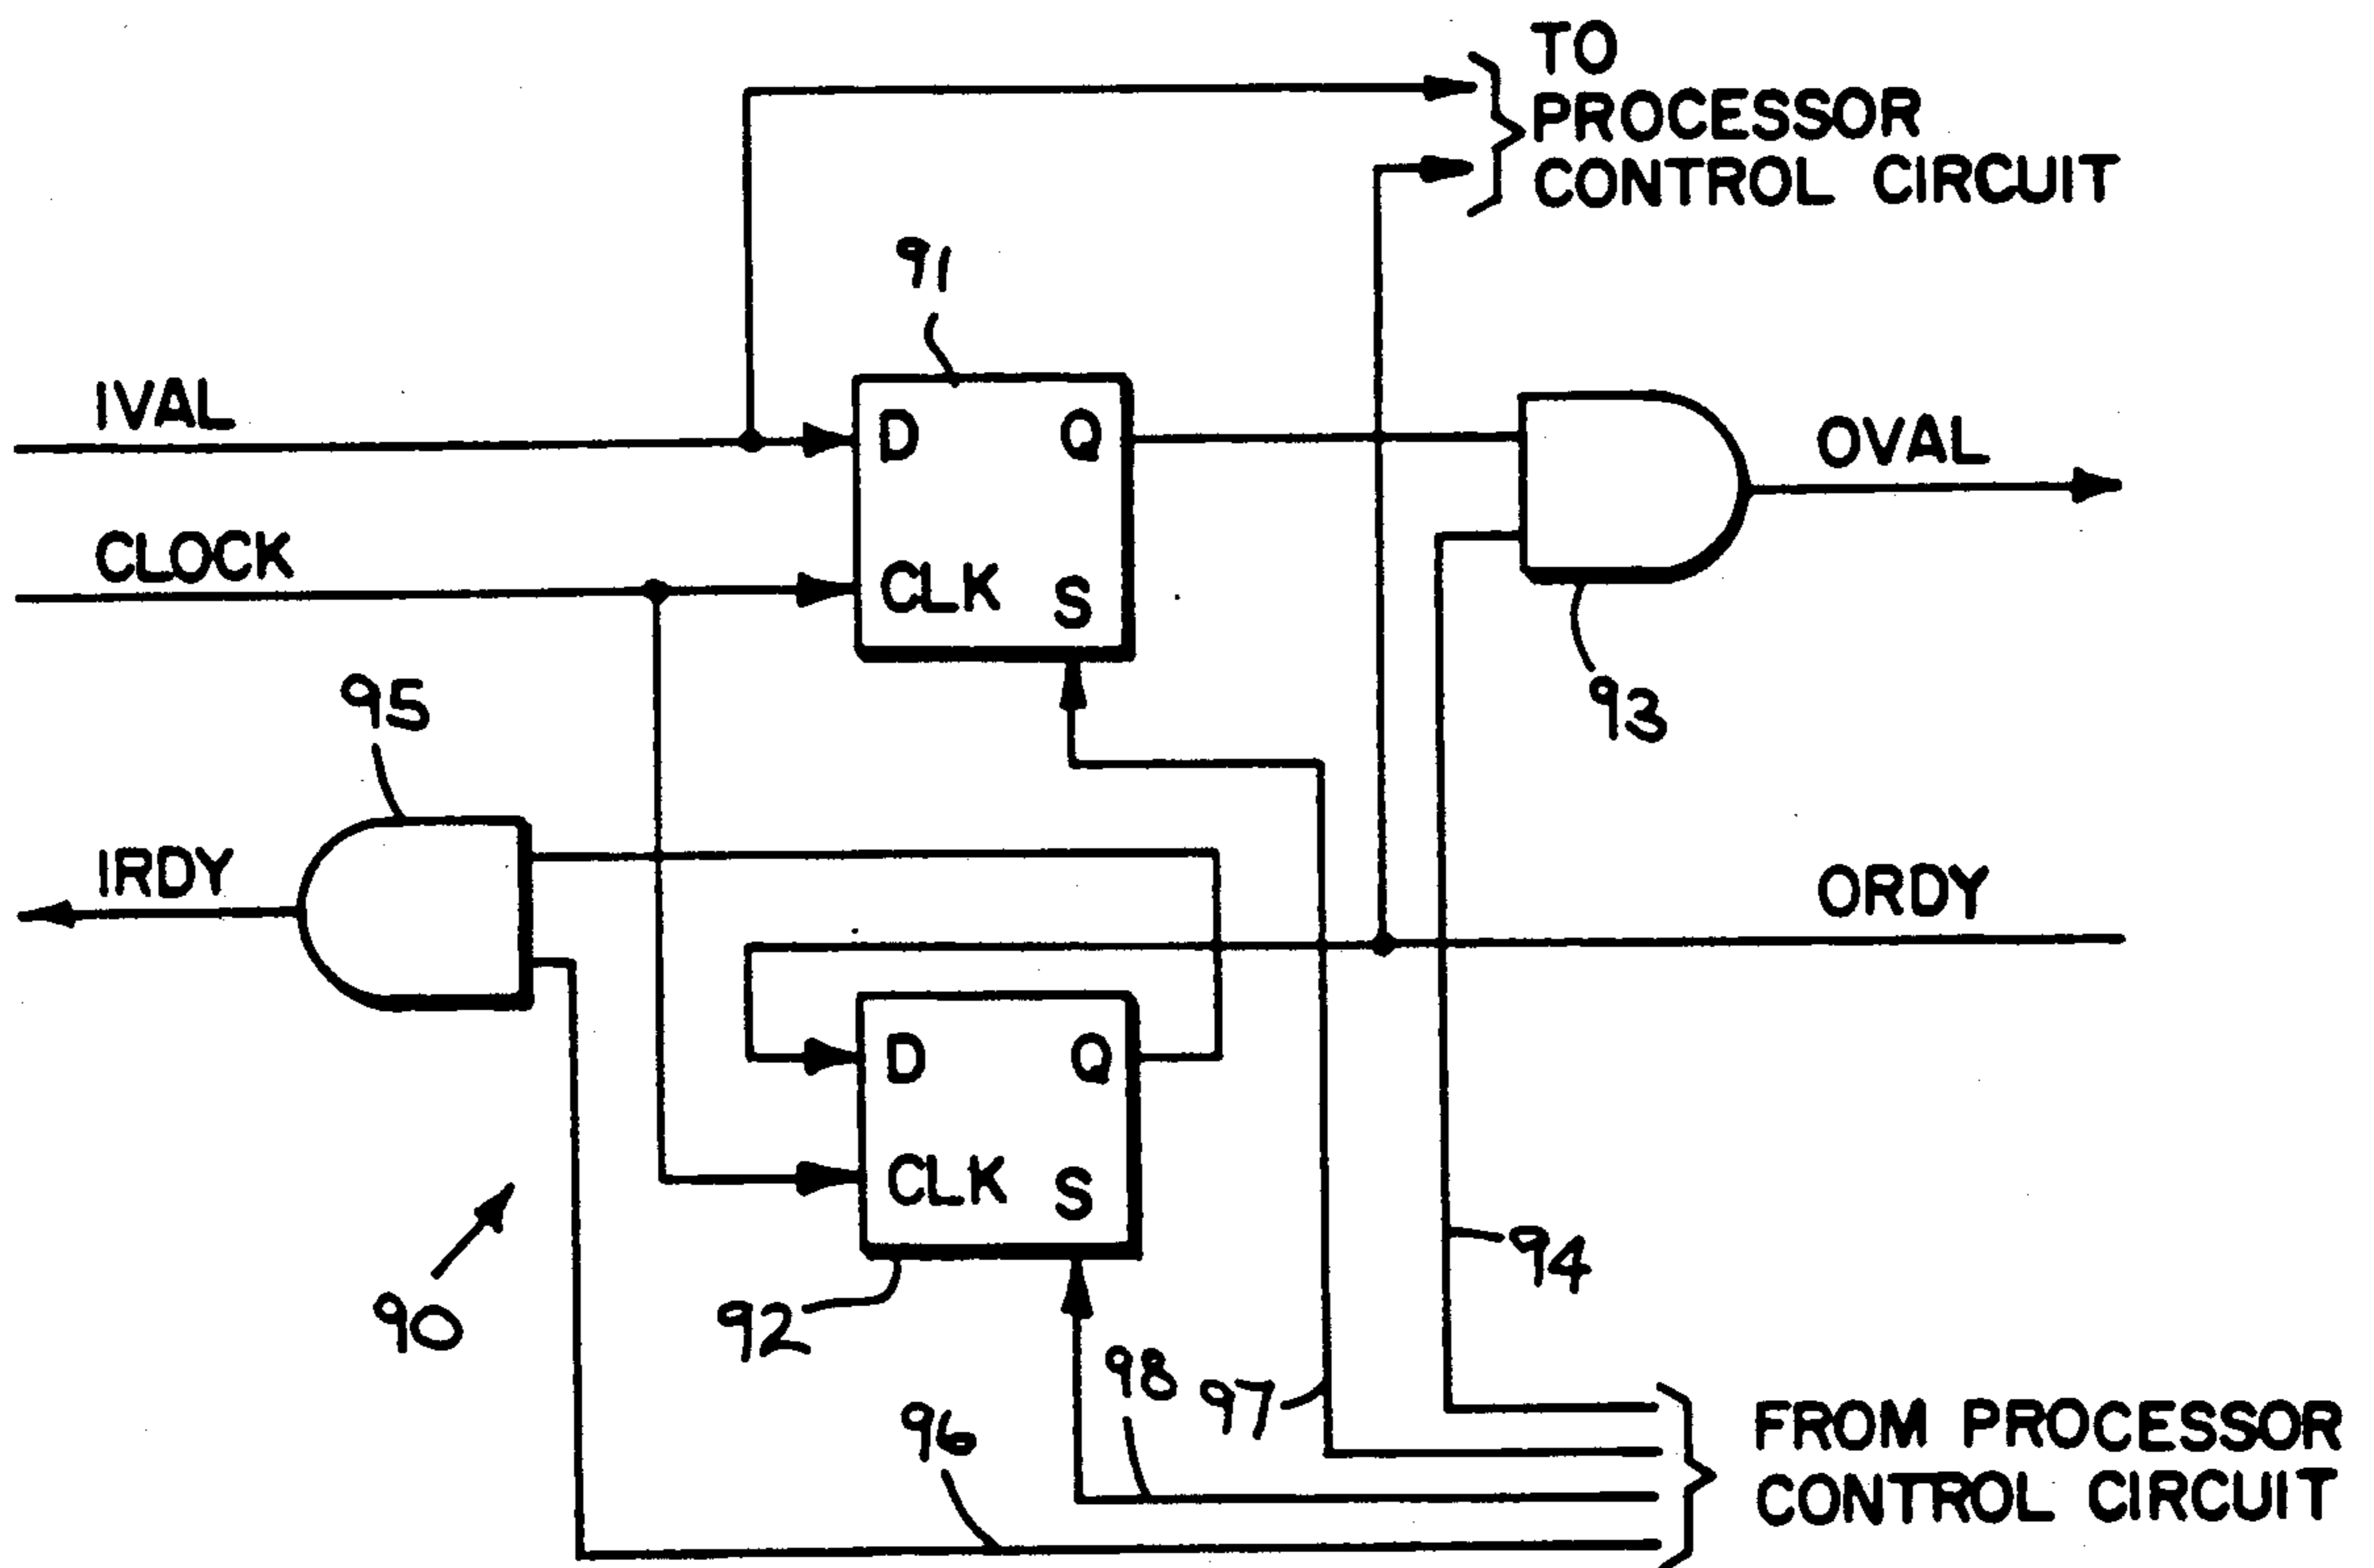 TO
PROCESSOR
CONTROL CIRCUIT
91
IVAL
D
Q
OVAL
CLOCK
CLK
S
95
93
IRDY
ORDY
D
Q
CLK
S
94
90
92
98
97
96
FROM PROCESSOR
CONTROL CIRCUIT